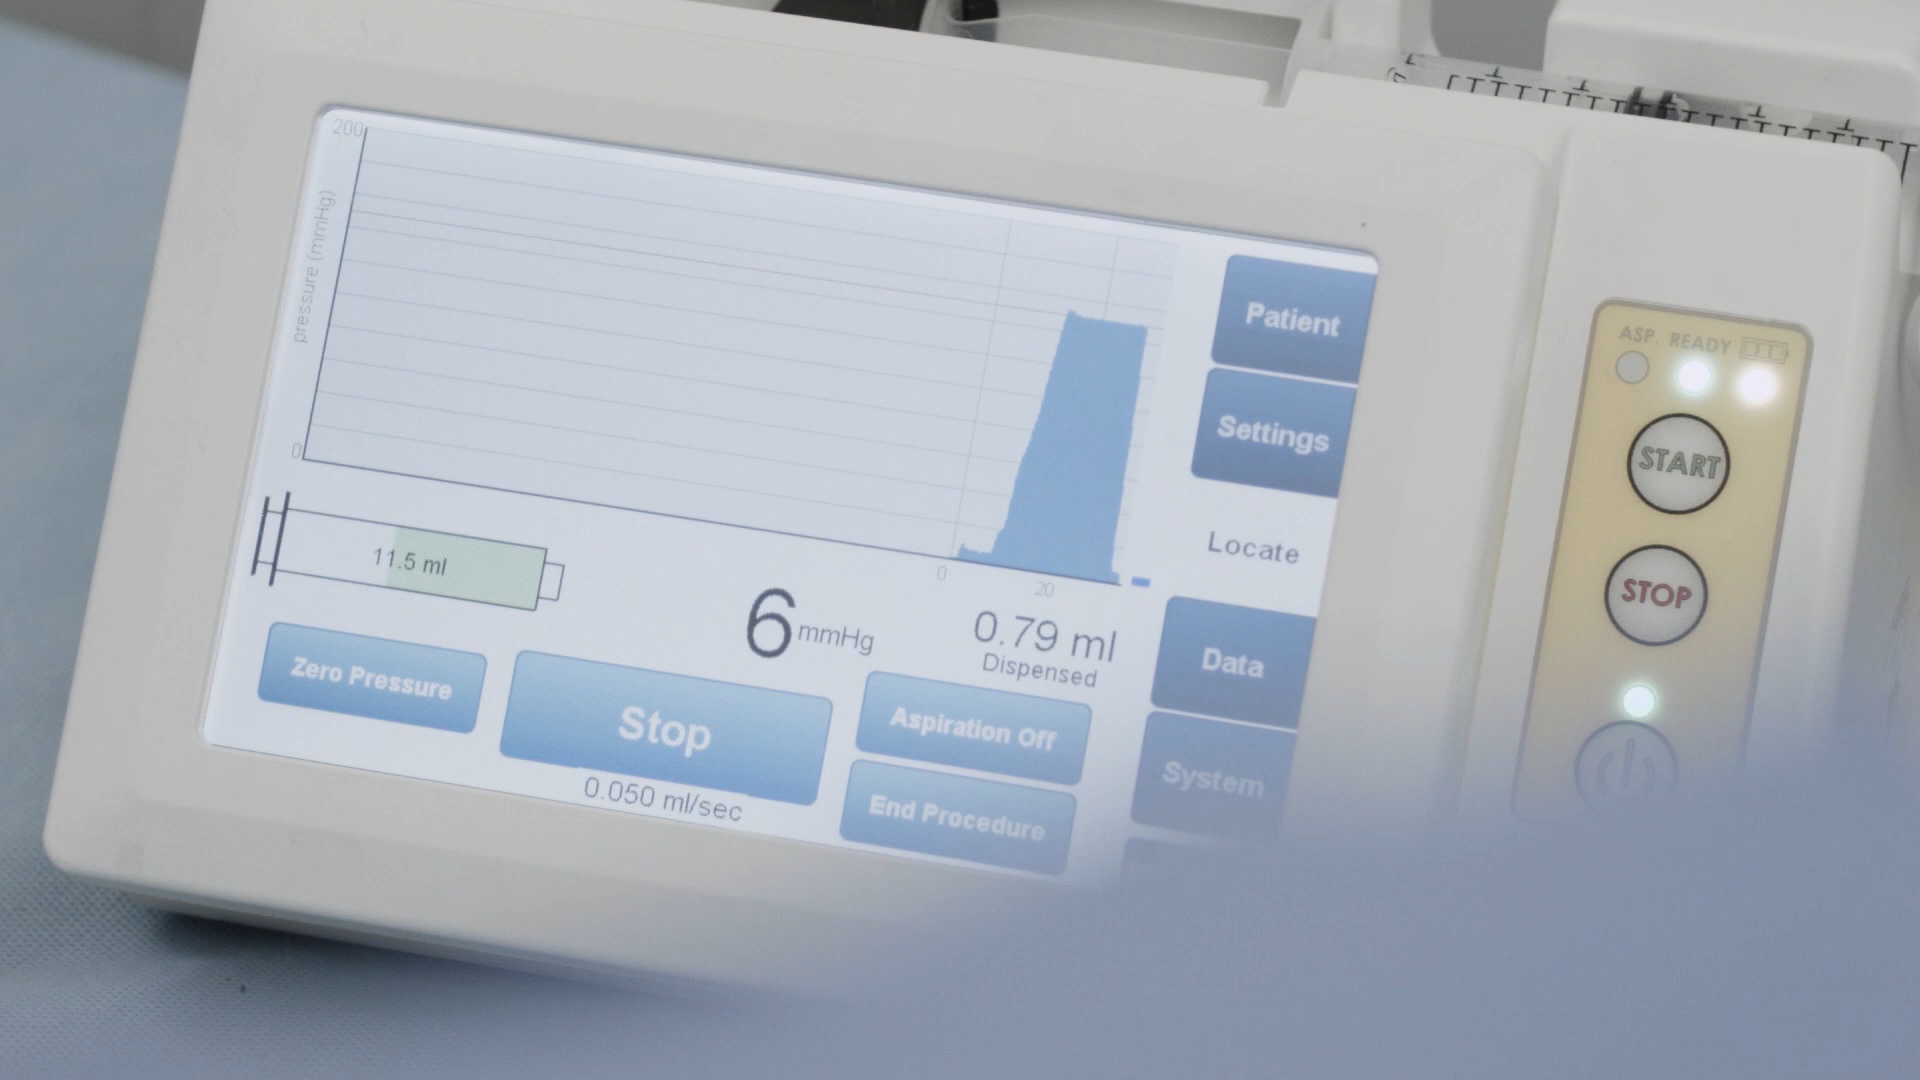 200
pressure (mmHg)
0
0
20
11.5 ml
6 mmHg
0.79 ml
Dispensed
Zero Pressure
Stop
0.050 ml/sec
Aspiration Off
End Procedure
Patient
Settings
Locate
Data
System
ASP. READY
START
STOP